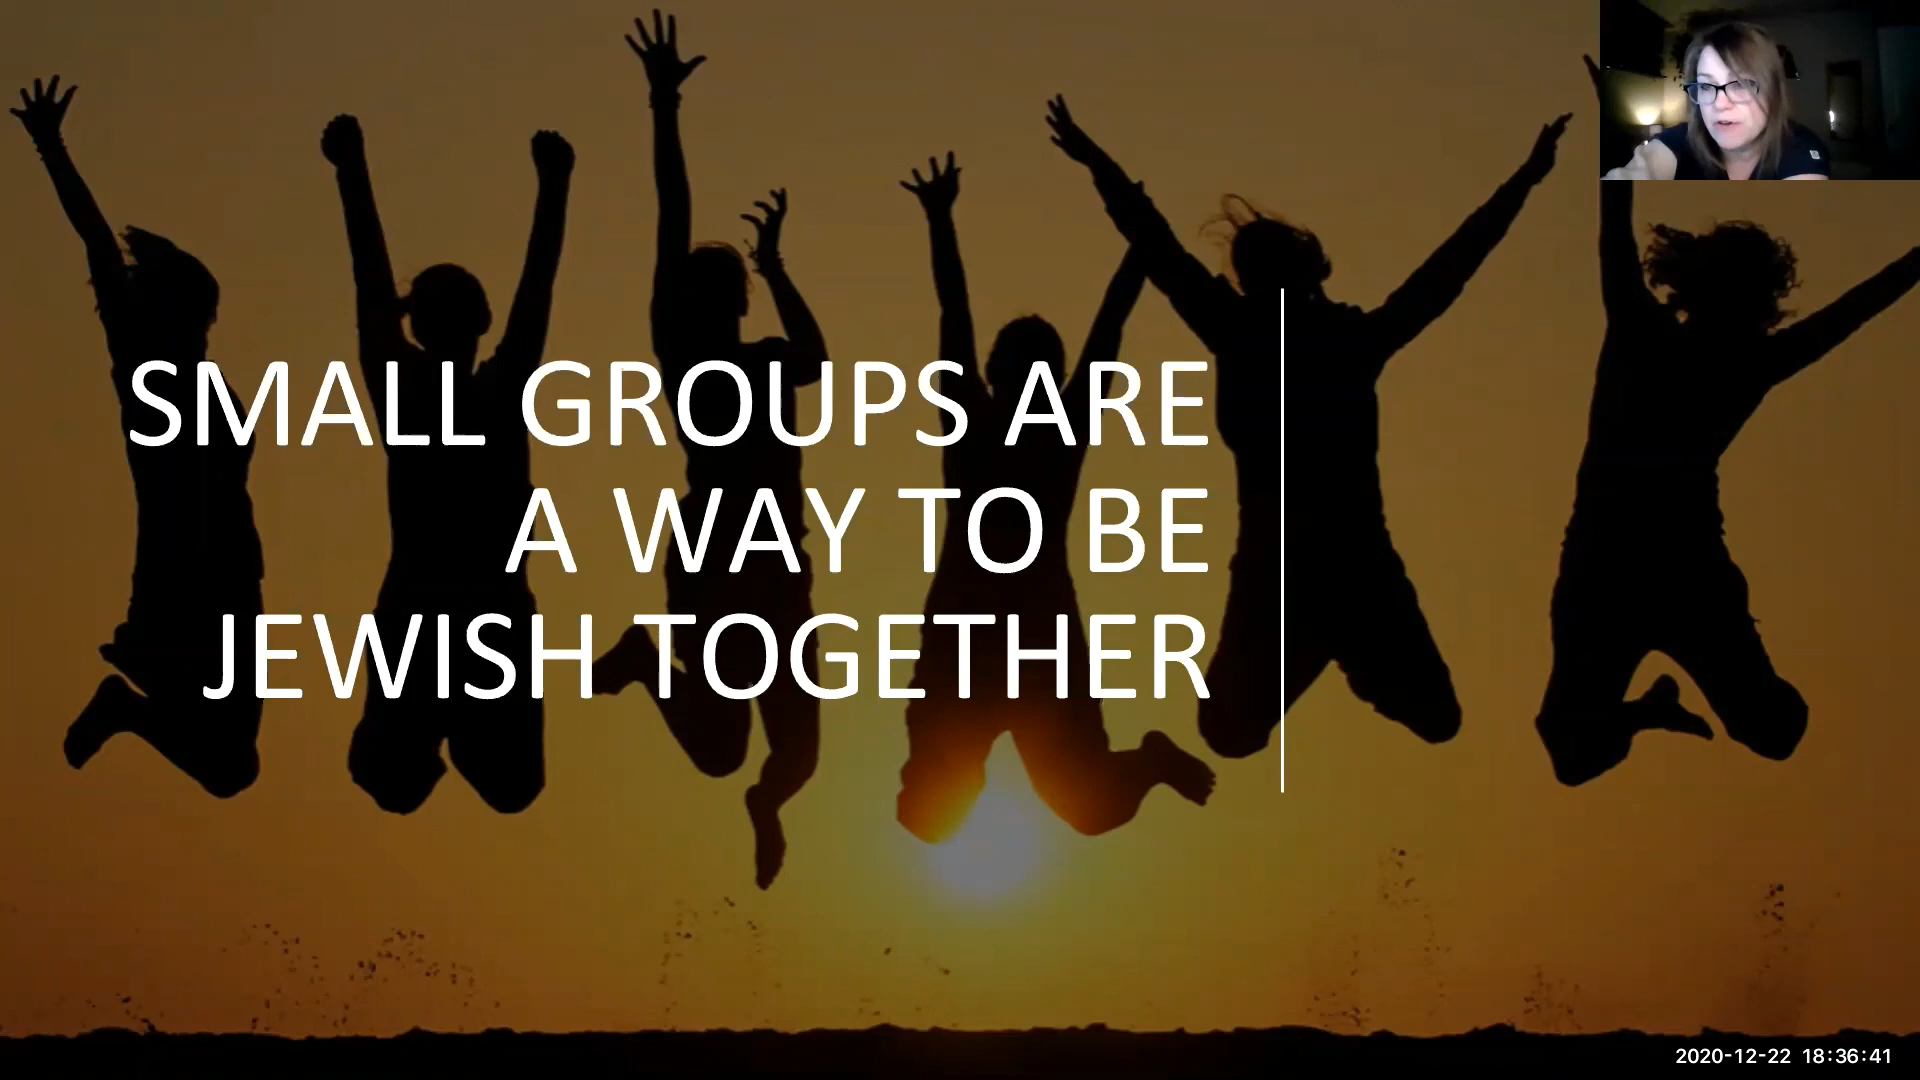 SMALL GROUPS ARE
A WAY TO BE
JEWISH TOGETHER
2020-12-22 18:36:41